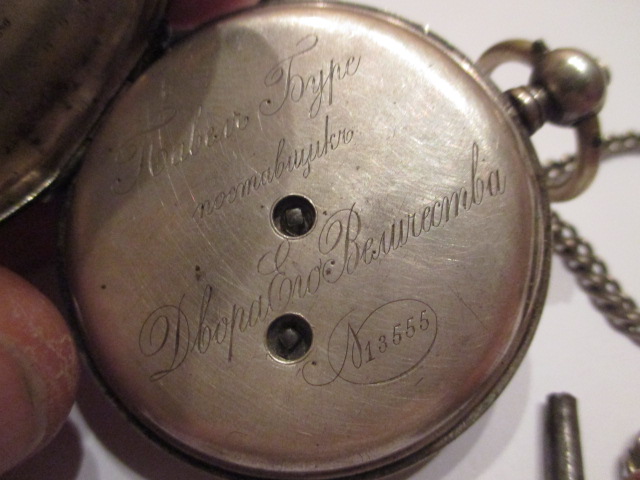 Павелъ Буре
поставщикъ
Двора Его Величества
№ 13555